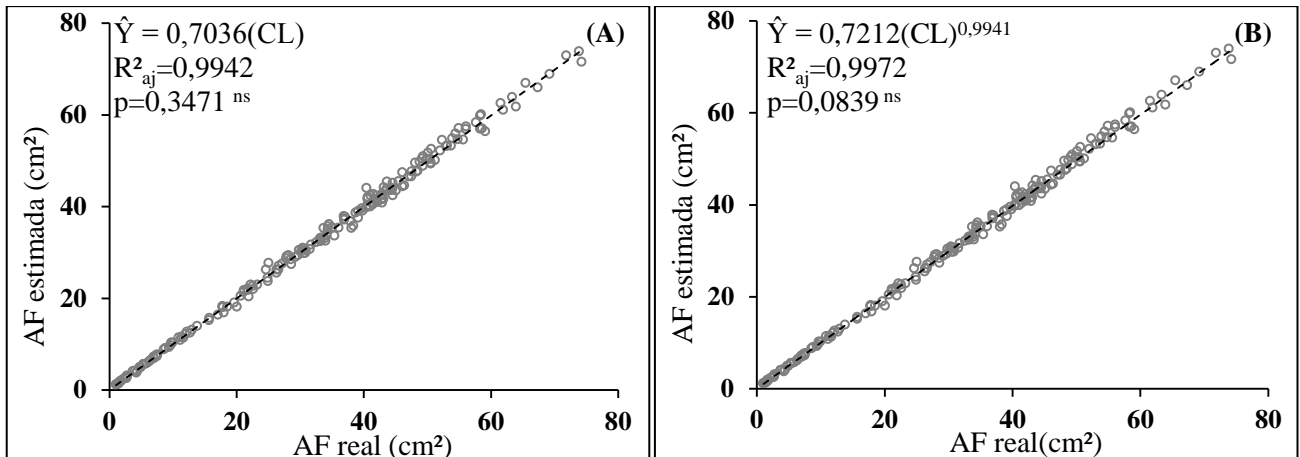 80
60
40
20
0
AF estimada (cm²)
Ŷ = 0,7036(CL)
R²aj=0,9942
p=0,3471 ns
(A)
0 20 40 60 80
AF real (cm²)
80
60
40
20
0
AF estimada (cm²)
Ŷ = 0,7212(CL)0,9941
R²aj=0,9972
p=0,0839 ns
(B)
0 20 40 60 80
AF real(cm²)